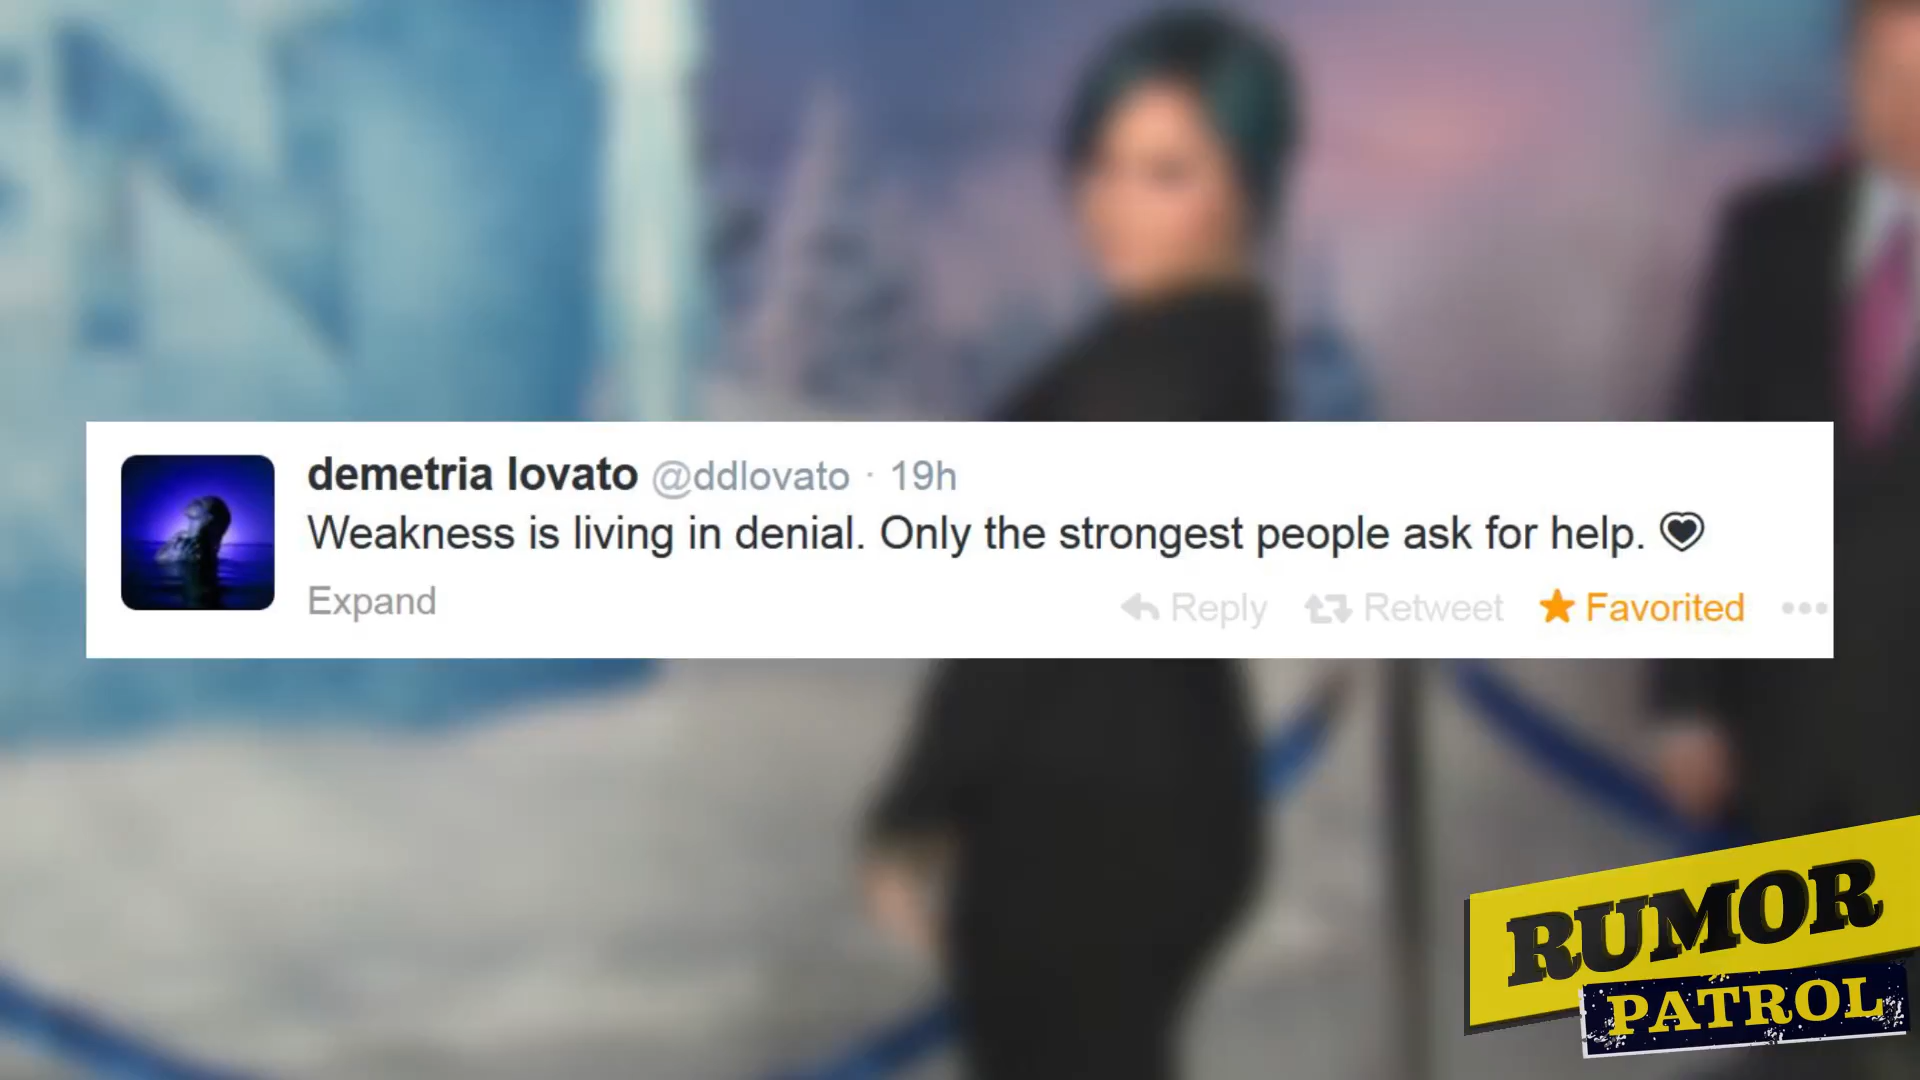 demetria lovato @ddlovato · 19h
Weakness is living in denial. Only the strongest people ask for help.
Expand
Reply Retweet Favorited
RUMOR
PATROL